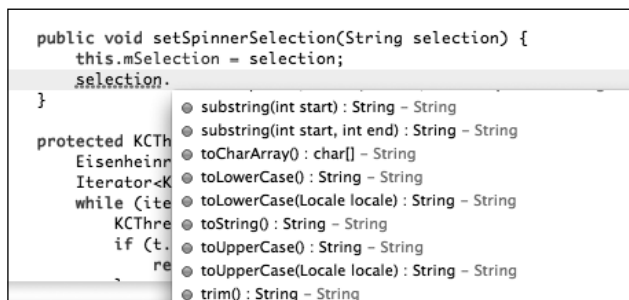 public void setSpinnerSelection(String selection) {
this.mSelection = selection;
selection.
}
substring(int start) : String – String
substring(int start, int end) : String – String
protected KCThr
toCharArray() : char[] – String
Eisenheinr
toLowerCase() : String – String
Iterator<K
toLowerCase(Locale locale) : String – String
while (ite
toString() : String – String
KCThre
toUpperCase() : String – String
if (t.
toUpperCase(Locale locale) : String – String
re
trim() : String – String